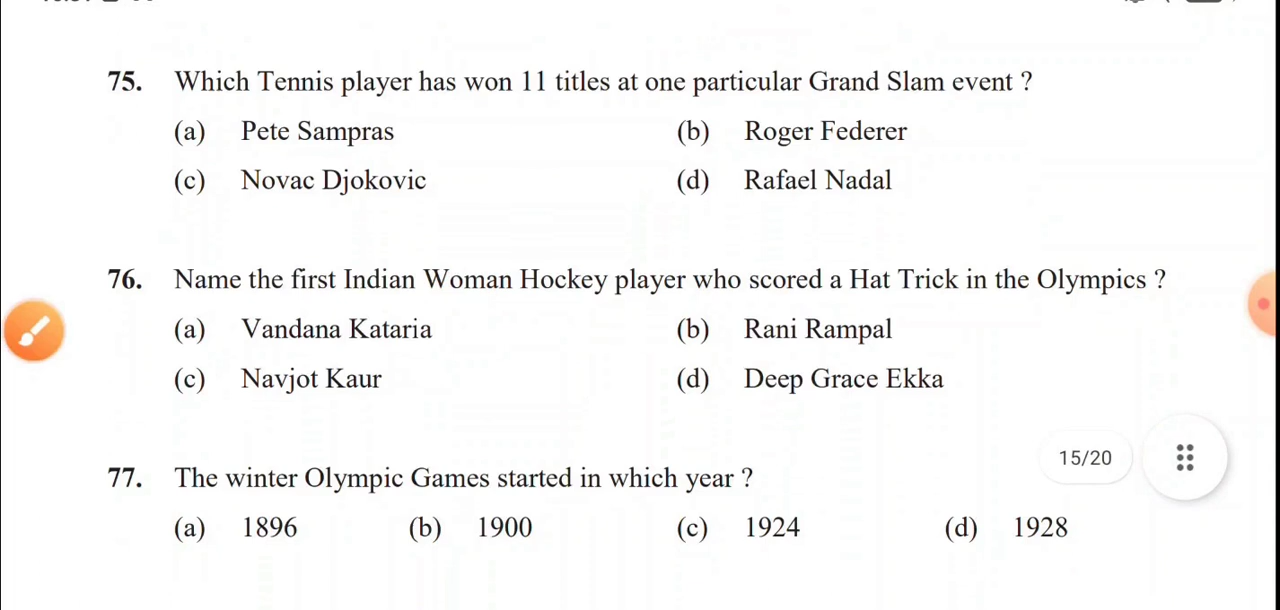 75. Which Tennis player has won 11 titles at one particular Grand Slam event ?
(a) Pete Sampras (b) Roger Federer
(c) Novac Djokovic (d) Rafael Nadal
76. Name the first Indian Woman Hockey player who scored a Hat Trick in the Olympics ?
(a) Vandana Kataria (b) Rani Rampal
(c) Navjot Kaur (d) Deep Grace Ekka
15/20
77. The winter Olympic Games started in which year ?
(a) 1896 (b) 1900 (c) 1924 (d) 1928